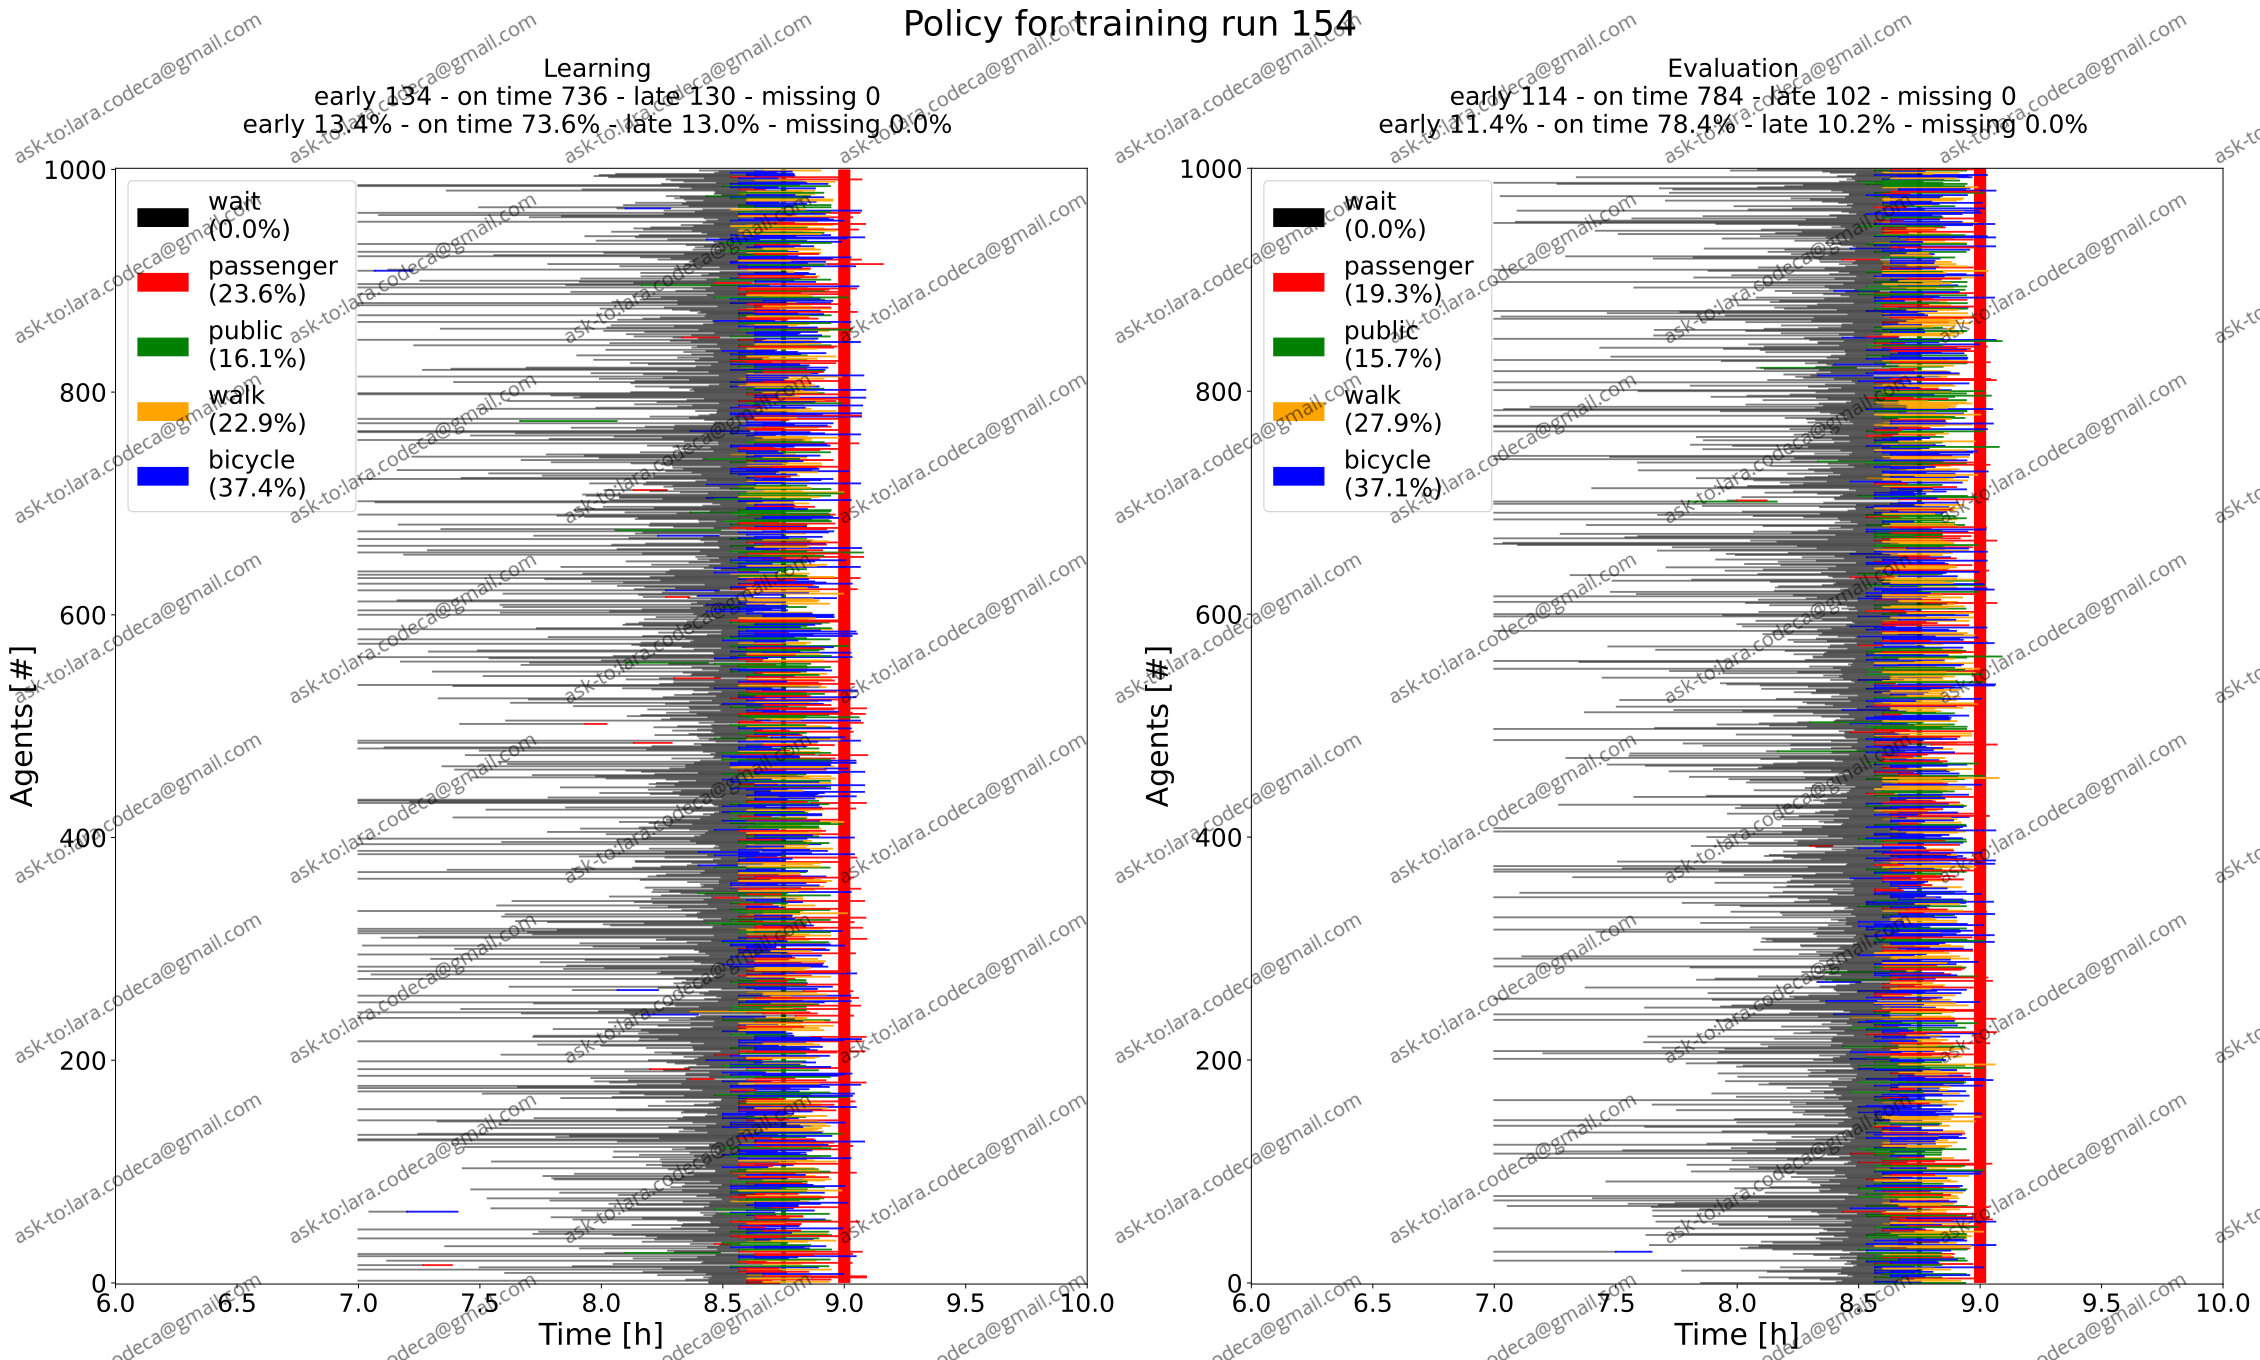 Policy for training run 154
Learning
early 134 - on time 736 - late 130 - missing 0
early 13.4% - on time 73.6% - late 13.0% - missing 0.0%
1000
800
600
400
200
0
Agents [#]
wait
(0.0%)
passenger
(23.6%)
public
(16.1%)
walk
(22.9%)
bicycle
(37.4%)
6.0 6.5 7.0 7.5 8.0 8.5 9.0 9.5 10.0
Time [h]
Evaluation
early 114 - on time 784 - late 102 - missing 0
early 11.4% - on time 78.4% - late 10.2% - missing 0.0%
1000
800
600
400
200
0
Agents [#]
wait
(0.0%)
passenger
(19.3%)
public
(15.7%)
walk
(27.9%)
bicycle
(37.1%)
6.0 6.5 7.0 7.5 8.0 8.5 9.0 9.5 10.0
Time [h]
ask-to:lara.codeca@gmail.com